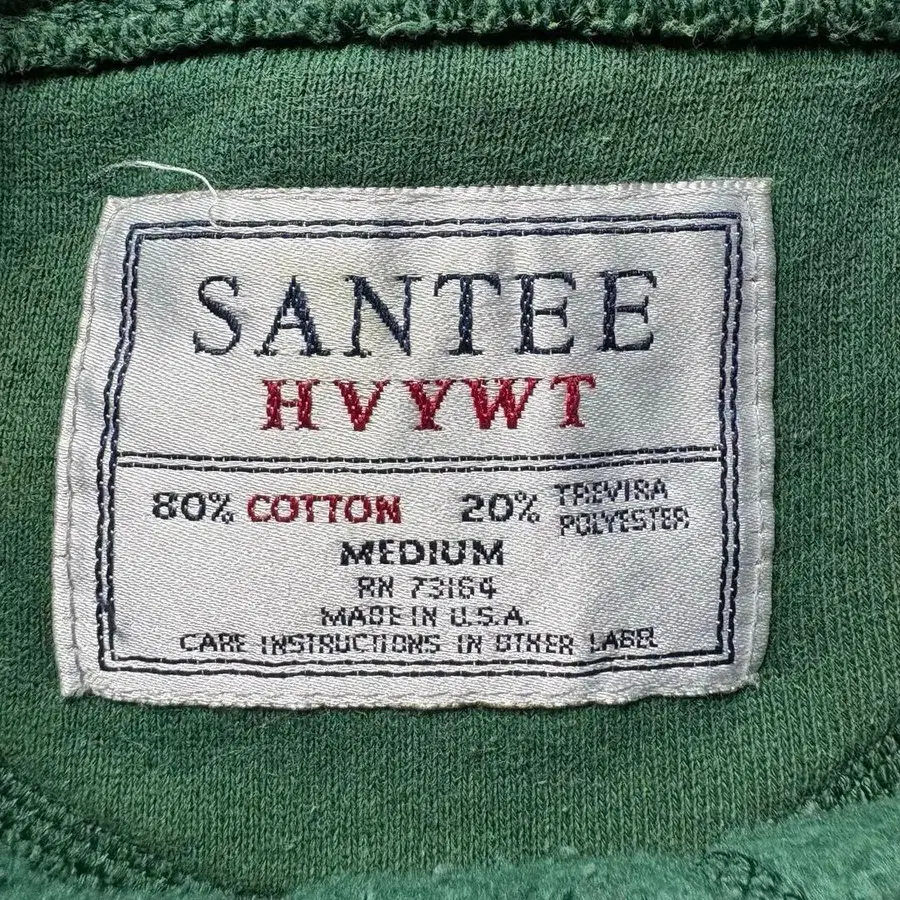 SANTEE
HVYWT
80% COTTON 20% TREVIRA
POLYESTER
MEDIUM
RN 73164
MADE IN U.S.A.
CARE INSTRUCTIONS IN OTHER LABEL